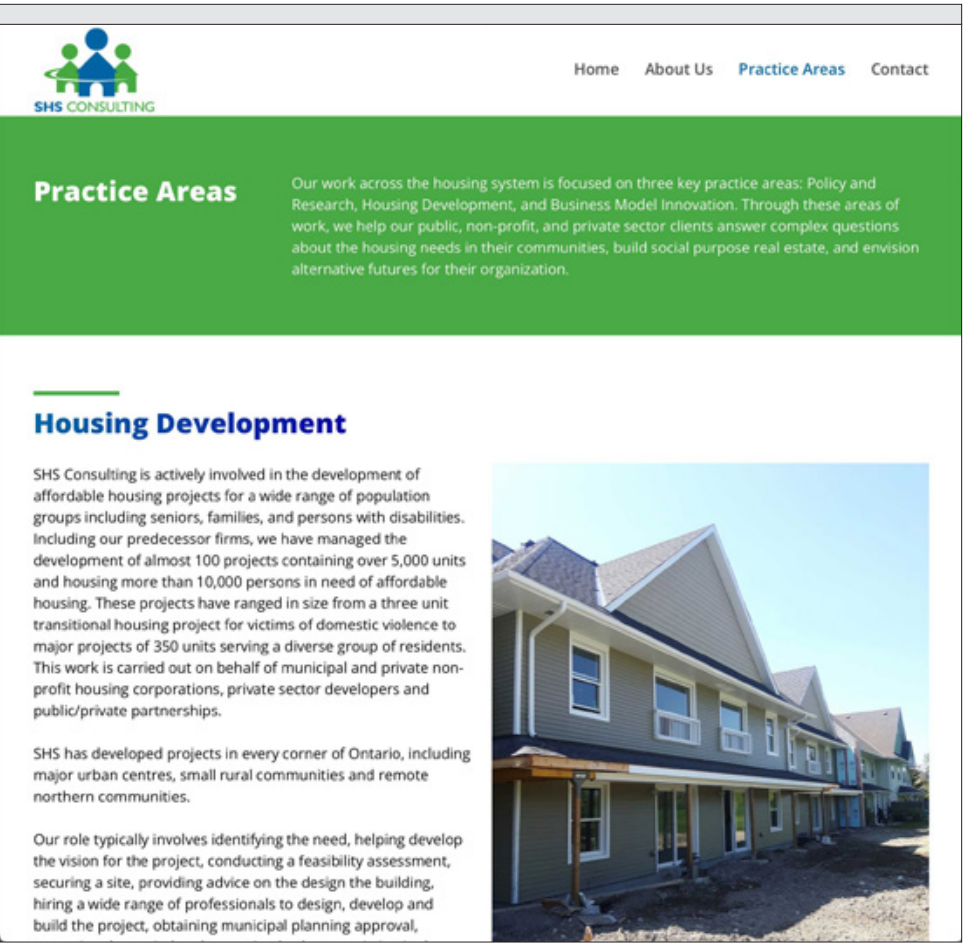 SHS CONSULTING
Home About Us Practice Areas Contact
Practice Areas
Our work across the housing system is focused on three key practice areas: Policy and
Research, Housing Development, and Business Model Innovation. Through these areas of
work, we help our public, non-profit, and private sector clients answer complex questions
about the housing needs in their communities, build social purpose real estate, and envision
alternative futures for their organization.
Housing Development
SHS Consulting is actively involved in the development of
affordable housing projects for a wide range of population
groups including seniors, families, and persons with disabilities.
Including our predecessor firms, we have managed the
development of almost 100 projects containing over 5,000 units
and housing more than 10,000 persons in need of affordable
housing. These projects have ranged in size from a three unit
transitional housing project for victims of domestic violence to
major projects of 350 units serving a diverse group of residents.
This work is carried out on behalf of municipal and private non-
profit housing corporations, private sector developers and
public/private partnerships.
SHS has developed projects in every corner of Ontario, including
major urban centres, small rural communities and remote
northern communities.
Our role typically involves identifying the need, helping develop
the vision for the project, conducting a feasibility assessment,
securing a site, providing advice on the design the building,
hiring a wide range of professionals to design, develop and
build the project, obtaining municipal planning approval,